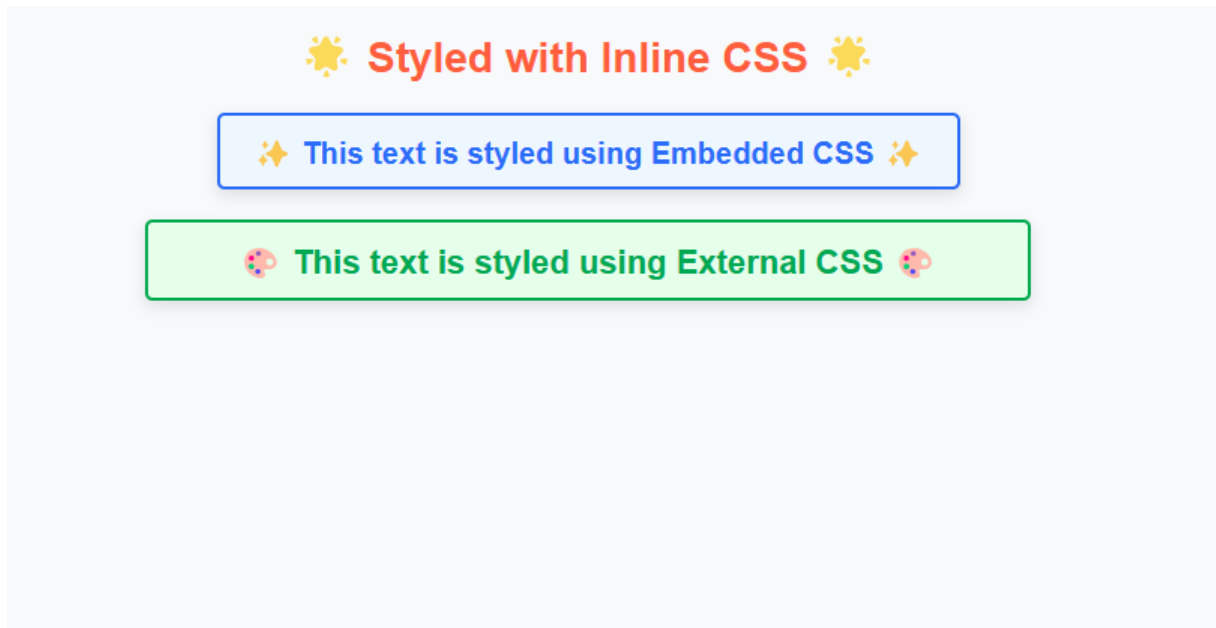 🌟 Styled with Inline CSS 🌟
✨ This text is styled using Embedded CSS ✨
🎨 This text is styled using External CSS 🎨